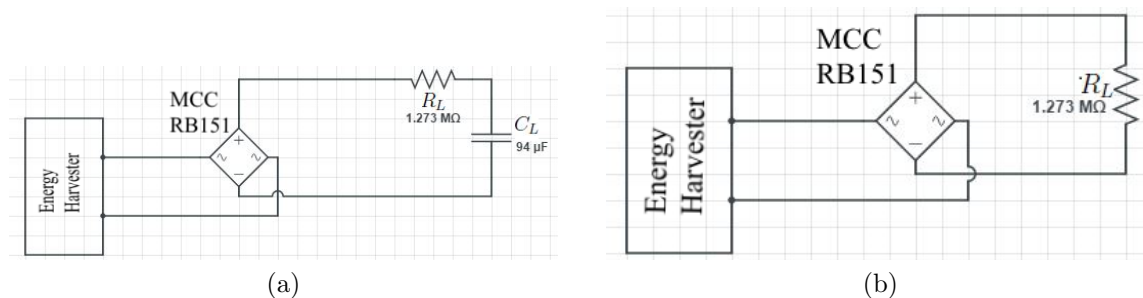 MCC
RB151
R_L
1.273 MΩ
C_L
94 µF
+
~ ~
−
Energy
Harvester
(a)
MCC
RB151
R_L
1.273 MΩ
+
~ ~
−
Energy
Harvester
(b)